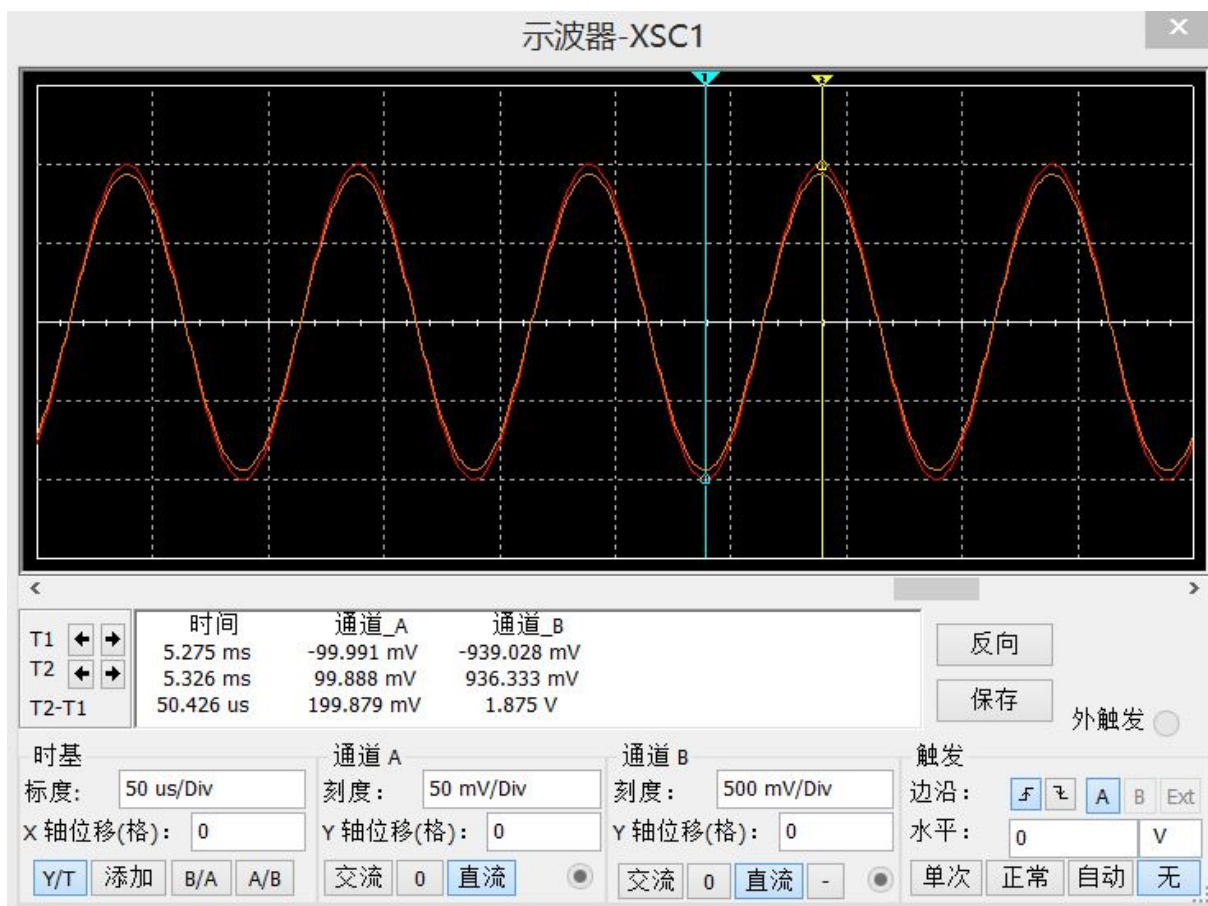 示波器-XSC1
×
1
2
时间 通道_A 通道_B
T1 5.275 ms -99.991 mV -939.028 mV
T2 5.326 ms 99.888 mV 936.333 mV
T2-T1 50.426 us 199.879 mV 1.875 V
反向
保存
外触发
时基
标度: 50 us/Div
X 轴位移(格): 0
Y/T 添加 B/A A/B
通道 A
刻度: 50 mV/Div
Y 轴位移(格): 0
交流 0 直流
通道 B
刻度: 500 mV/Div
Y 轴位移(格): 0
交流 0 直流 -
触发
边沿: A B Ext
水平: 0 V
单次 正常 自动 无